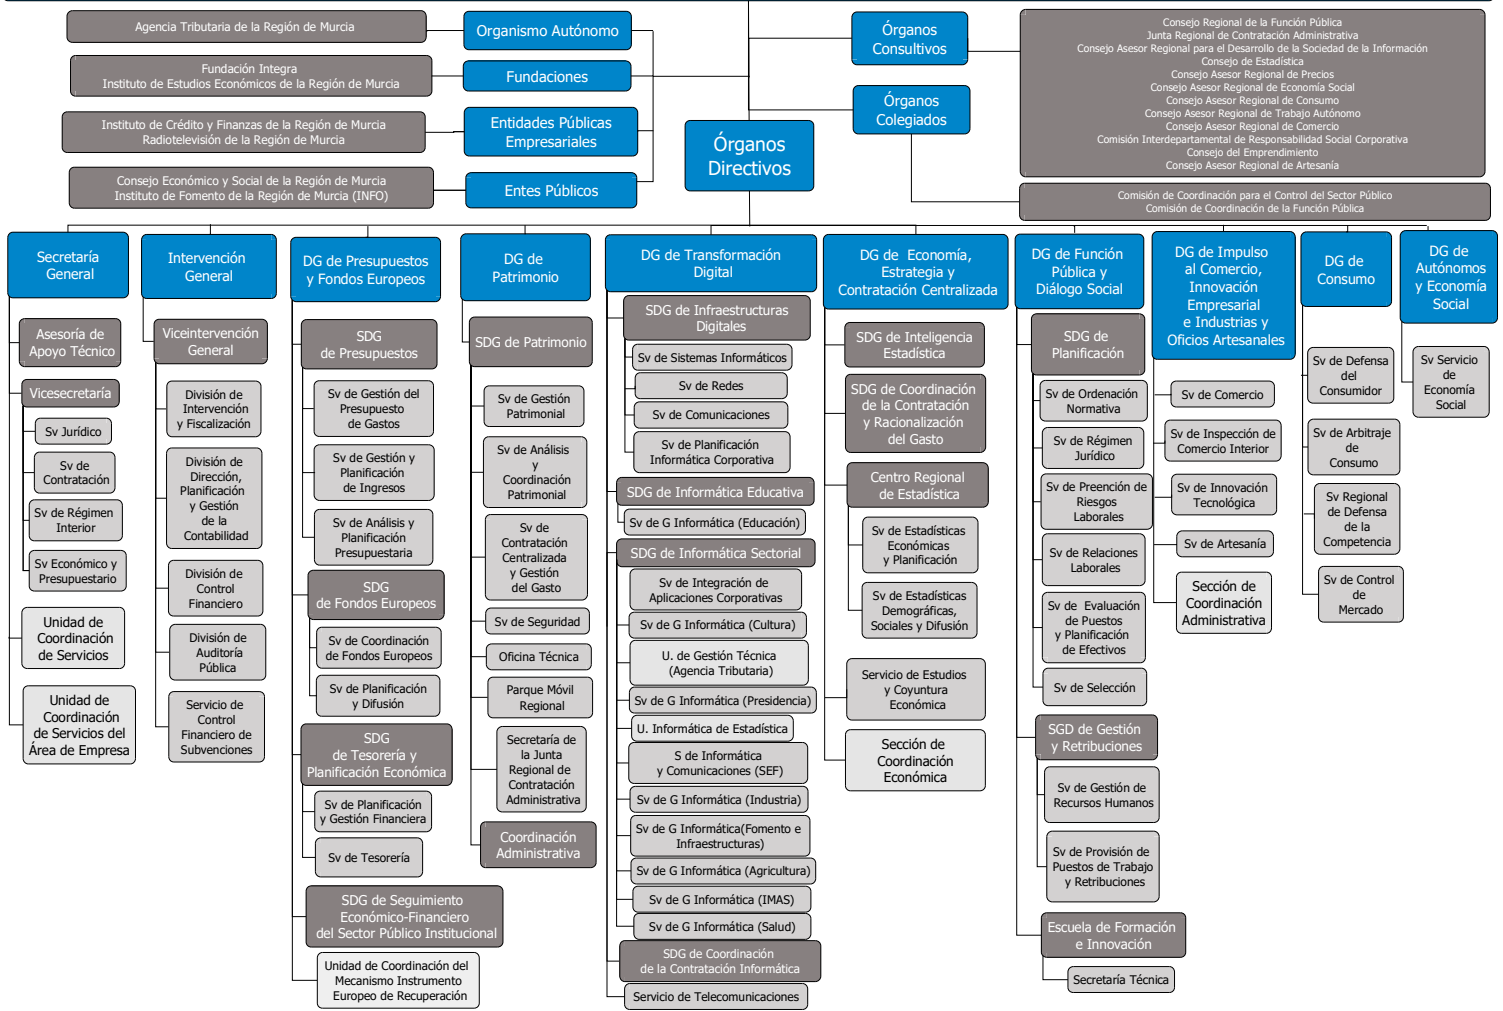 Agencia Tributaria de la Región de Murcia
Organismo Autónomo
Fundación Integra
Instituto de Estudios Económicos de la Región de Murcia
Fundaciones
Instituto de Crédito y Finanzas de la Región de Murcia
Radiotelevisión de la Región de Murcia
Entidades Públicas
Empresariales
Consejo Económico y Social de la Región de Murcia
Instituto de Fomento de la Región de Murcia (INFO)
Entes Públicos
Órganos
Directivos
Órganos
Consultivos
Órganos
Colegiados
Consejo Regional de la Función Pública
Junta Regional de Contratación Administrativa
Consejo Asesor Regional para el Desarrollo de la Sociedad de la Información
Consejo de Estadística
Consejo Asesor Regional de Precios
Consejo Asesor Regional de Economía Social
Consejo Asesor Regional de Consumo
Consejo Asesor Regional de Trabajo Autónomo
Consejo Asesor Regional de Comercio
Comisión Interdepartamental de Responsabilidad Social Corporativa
Consejo del Emprendimiento
Consejo Asesor Regional de Artesanía
Comisión de Coordinación para el Control del Sector Público
Comisión de Coordinación de la Función Pública
Secretaría
General
Asesoría de
Apoyo Técnico
Vicesecretaría
Sv Jurídico
Sv de
Contratación
Sv de Régimen
Interior
Sv Económico y
Presupuestario
Unidad de
Coordinación
de Servicios
Unidad de
Coordinación
de Servicios del
Área de Empresa
Intervención
General
Viceintervención
General
División de
Intervención
y Fiscalización
División de
Dirección,
Planificación
y Gestión
de la
Contabilidad
División de
Control
Financiero
División de
Auditoría
Pública
Servicio de
Control
Financiero de
Subvenciones
DG de Presupuestos
y Fondos Europeos
SDG
de Presupuestos
Sv de Gestión del
Presupuesto
de Gastos
Sv de Gestión y
Planificación
de Ingresos
Sv de Análisis y
Planificación
Presupuestaria
SDG
de Fondos Europeos
Sv de Coordinación
de Fondos Europeos
Sv de Planificación
y Difusión
SDG
de Tesorería y
Planificación Económica
Sv de Planificación
y Gestión Financiera
Sv de Tesorería
SDG de Seguimiento
Económico-Financiero
del Sector Público Institucional
Unidad de Coordinación del
Mecanismo Instrumento
Europeo de Recuperación
DG de
Patrimonio
SDG de Patrimonio
Sv de Gestión
Patrimonial
Sv de Análisis
y
Coordinación
Patrimonial
Sv de
Contratación
Centralizada
y Gestión
del Gasto
Sv de Seguridad
Oficina Técnica
Parque Móvil
Regional
Secretaría de
la Junta
Regional de
Contratación
Administrativa
Coordinación
Administrativa
DG de Transformación
Digital
SDG de Infraestructuras
Digitales
Sv de Sistemas Informáticos
Sv de Redes
Sv de Comunicaciones
Sv de Planificación
Informática Corporativa
SDG de Informática Educativa
Sv de G Informática (Educación)
SDG de Informática Sectorial
Sv de Integración de
Aplicaciones Corporativas
Sv de G Informática (Cultura)
U. de Gestión Técnica
(Agencia Tributaria)
Sv de G Informática (Presidencia)
U. Informática de Estadística
S de Informática
y Comunicaciones (SEF)
Sv de G Informática (Industria)
Sv de G Informática(Fomento e
Infraestructuras)
Sv de G Informática (Agricultura)
Sv de G Informática (IMAS)
Sv de G Informática (Salud)
SDG de Coordinación
de la Contratación Informática
Servicio de Telecomunicaciones
DG de Economía,
Estrategia y
Contratación Centralizada
SDG de Inteligencia
Estadística
SDG de Coordinación
de la Contratación
y Racionalización
del Gasto
Centro Regional
de Estadística
Sv de Estadísticas
Económicas
y Planificación
Sv de Estadísticas
Demográficas,
Sociales y Difusión
Servicio de Estudios
y Coyuntura
Económica
Sección de
Coordinación
Económica
DG de Función
Pública y
Diálogo Social
SDG de
Planificación
Sv de Ordenación
Normativa
Sv de Régimen
Jurídico
Sv de Preención de
Riesgos
Laborales
Sv de Relaciones
Laborales
Sv de Evaluación
de Puestos
y Planificación
de Efectivos
Sv de Selección
SGD de Gestión
y Retribuciones
Sv de Gestión de
Recursos Humanos
Sv de Provisión de
Puestos de Trabajo
y Retribuciones
Escuela de Formación
e Innovación
Secretaría Técnica
DG de Impulso
al Comercio,
Innovación
Empresarial
e Industrias y
Oficios Artesanales
Sv de Comercio
Sv de Inspección de
Comercio Interior
Sv de Innovación
Tecnológica
Sv de Artesanía
Sección de
Coordinación
Administrativa
DG de
Consumo
Sv de Defensa
del
Consumidor
Sv de Arbitraje
de
Consumo
Sv Regional
de Defensa
de la
Competencia
Sv de Control
de
Mercado
DG de
Autónomos
y Economía
Social
Sv Servicio
de
Economía
Social